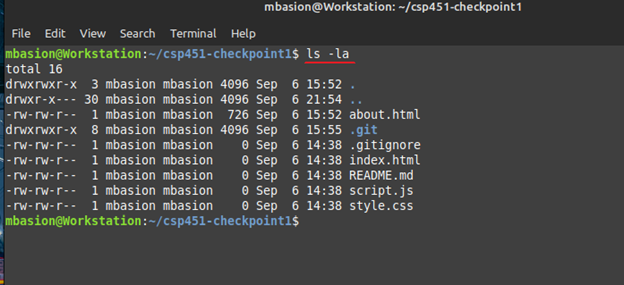 mbasion@Workstation: ~/csp451-checkpoint1
File Edit View Search Terminal Help
mbasion@Workstation:~/csp451-checkpoint1$ ls -la
total 16
drwxrwxr-x  3 mbasion mbasion 4096 Sep  6 15:52 .
drwxr-x--- 30 mbasion mbasion 4096 Sep  6 21:54 ..
-rw-rw-r--  1 mbasion mbasion  726 Sep  6 15:52 about.html
drwxrwxr-x  8 mbasion mbasion 4096 Sep  6 15:55 .git
-rw-rw-r--  1 mbasion mbasion    0 Sep  6 14:38 .gitignore
-rw-rw-r--  1 mbasion mbasion    0 Sep  6 14:38 index.html
-rw-rw-r--  1 mbasion mbasion    0 Sep  6 14:38 README.md
-rw-rw-r--  1 mbasion mbasion    0 Sep  6 14:38 script.js
-rw-rw-r--  1 mbasion mbasion    0 Sep  6 14:38 style.css
mbasion@Workstation:~/csp451-checkpoint1$